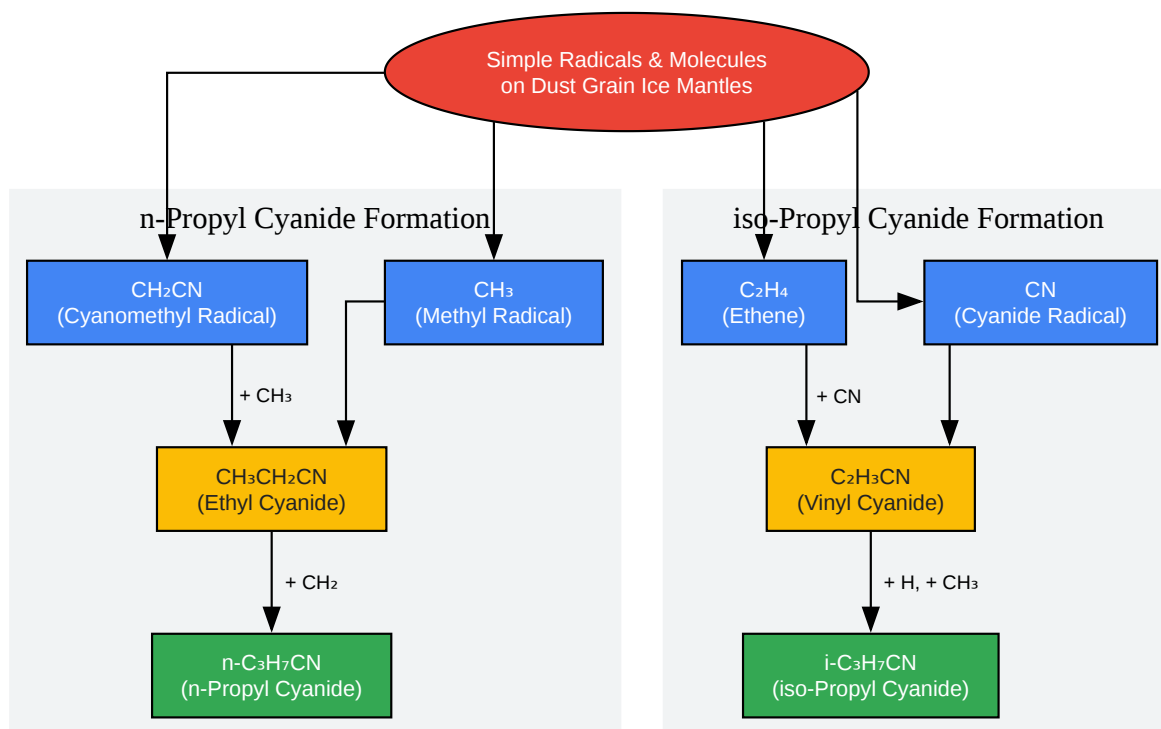 Simple Radicals & Molecules
on Dust Grain Ice Mantles
n-Propyl Cyanide Formation
iso-Propyl Cyanide Formation
CH₂CN
(Cyanomethyl Radical)
CH₃
(Methyl Radical)
C₂H₄
(Ethene)
CN
(Cyanide Radical)
+ CH₃
+ CN
CH₃CH₂CN
(Ethyl Cyanide)
C₂H₃CN
(Vinyl Cyanide)
+ CH₂
+ H, + CH₃
n-C₃H₇CN
(n-Propyl Cyanide)
i-C₃H₇CN
(iso-Propyl Cyanide)